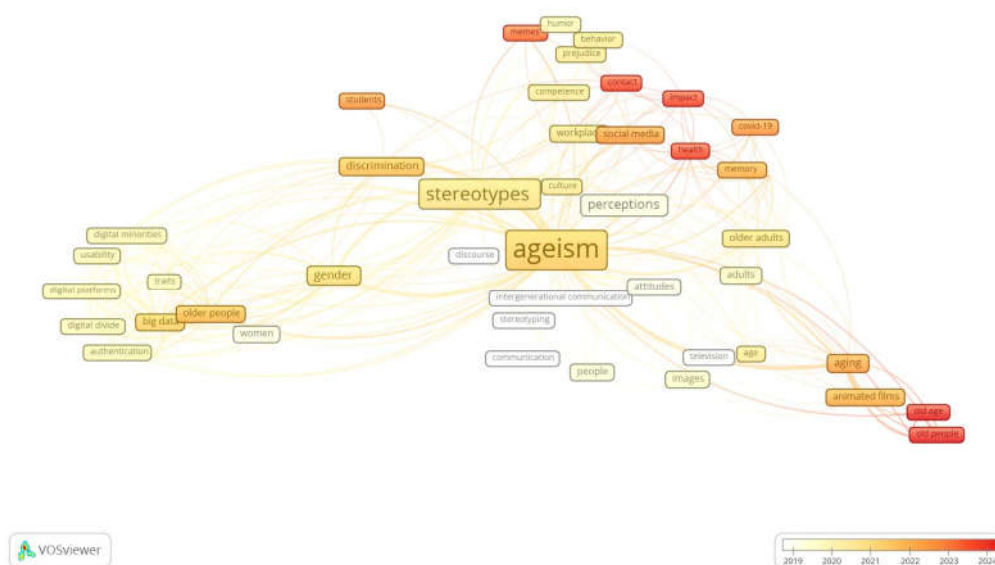 humor
memes
behavior
prejudice
contact
competence
impact
students
covid-19
workplac
social media
health
discrimination
memory
culture
stereotypes
perceptions
digital minorities
older adults
ageism
usability
discourse
gender
adults
traits
attitudes
digital platforms
intergenerational communication
older people
stereotyping
big data
digital divide
women
authentication
age
television
communication
aging
people
images
animated films
old age
old people
VOSviewer
2019 2020 2021 2022 2023 2024